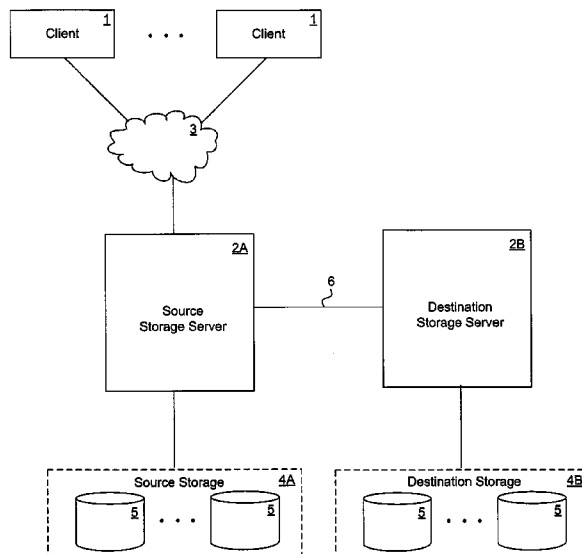 1
Client
. . .
1
Client
3
2A
Source
Storage Server
6
2B
Destination
Storage Server
Source Storage
4A
5
. . .
5
Destination Storage
4B
5
. . .
5